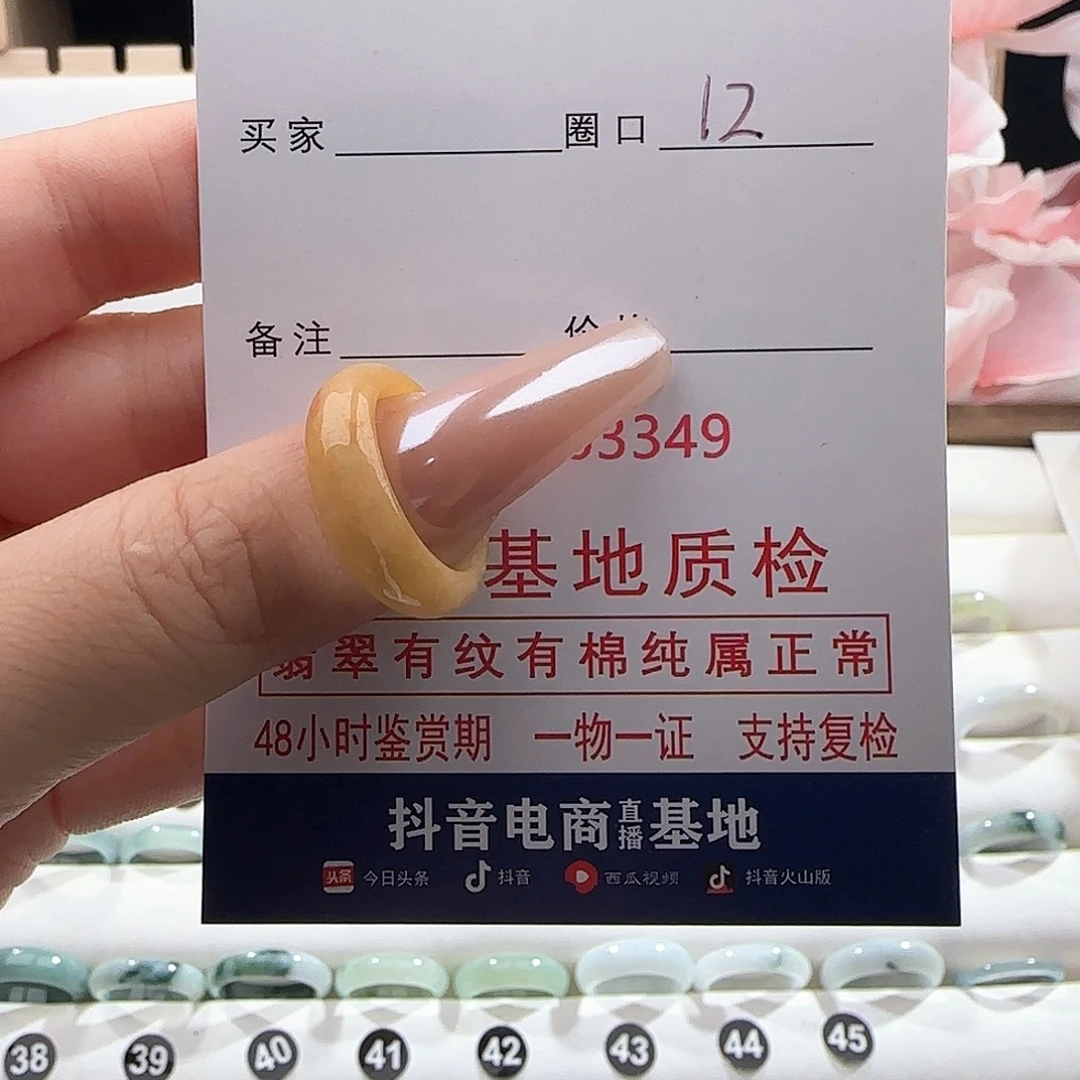 买家 圈口 12
备注
3349
基地质检
翠有纹有棉纯属正常
48小时鉴赏期 一物一证 支持复检
抖音电商直播基地
头条 今日头条 抖音 西瓜视频 抖音火山版
38 39 40 41 42 43 44 45